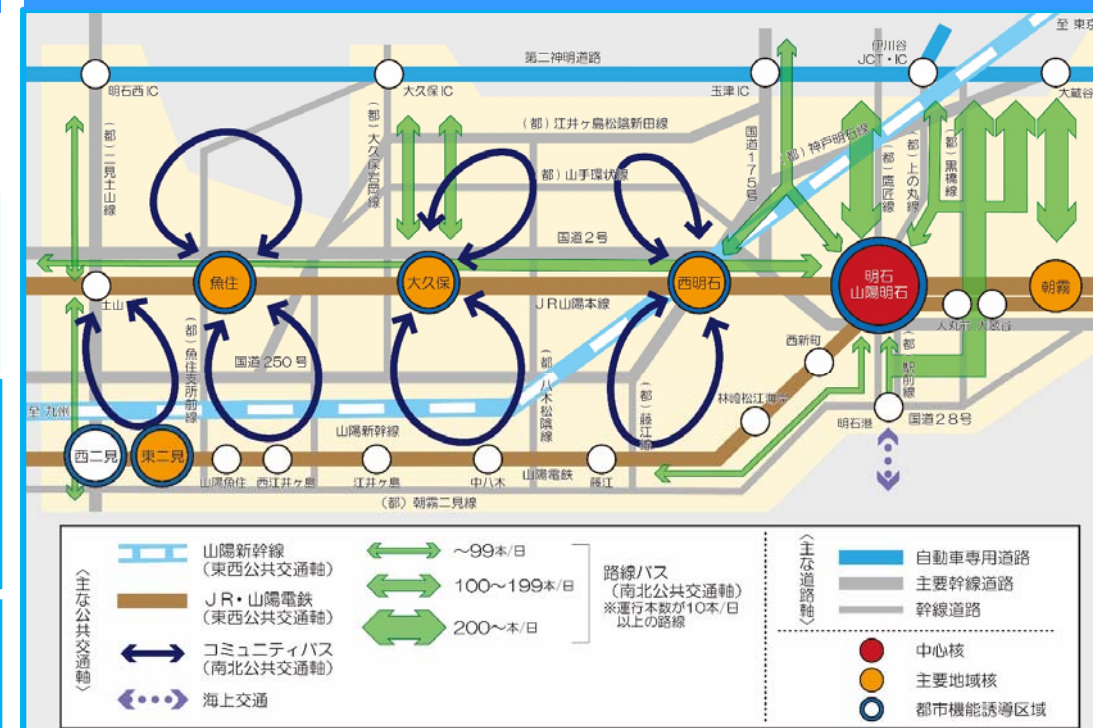 至 東京
第二神明道路
伊川谷
JCT・IC
明石西IC
大久保IC
玉津IC
大蔵谷
(都)江井ヶ島松陰新田線
(都)二見土山線
(都)大久保岩岡線
国道175号
(都)神戸明石線
(都)鷹匠線
(都)上の丸線
(都)黒橋線
(都)山手環状線
国道2号
土山
魚住
大久保
西明石
明石
山陽明石
朝霧
JR山陽本線
人丸前
大蔵谷
(都)魚住支所前線
国道250号
西新町
(都)駅前線
(都)八木松陰線
(都)藤江線
林崎松江海岸
至 九州
山陽新幹線
明石港
国道28号
西二見
東二見
山陽魚住
西江井ヶ島
江井ヶ島
中八木
山陽電鉄
藤江
(都)朝霧二見線
〈主な公共交通軸〉
山陽新幹線
(東西公共交通軸)
JR・山陽電鉄
(東西公共交通軸)
コミュニティバス
(南北公共交通軸)
海上交通
~99本/日
100~199本/日
200~本/日
路線バス
(南北公共交通軸)
※運行本数が10本/日
以上の路線
〈主な道路軸〉
自動車専用道路
主要幹線道路
幹線道路
中心核
主要地域核
都市機能誘導区域